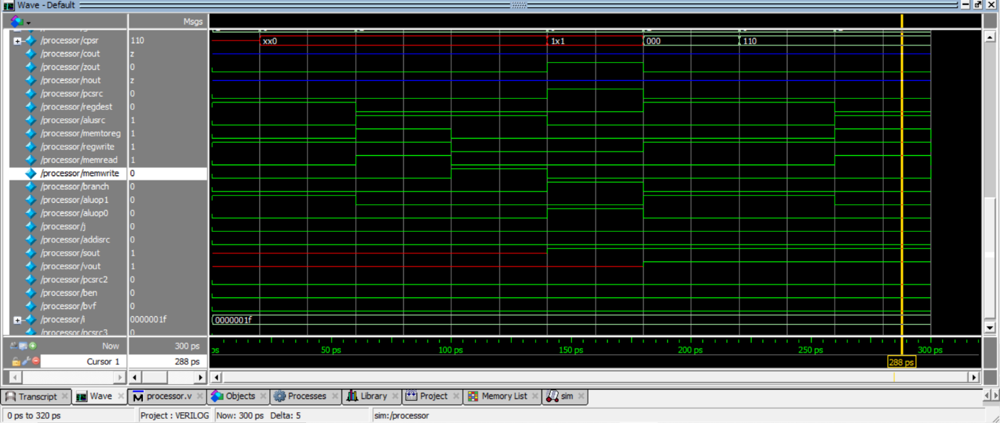 Wave - Default
Msgs
/processor/cpsr 110 xx0 1x1 000 110
/processor/cout z
/processor/zout 0
/processor/nout z
/processor/pcsrc 0
/processor/regdest 0
/processor/alusrc 1
/processor/memtoreg 1
/processor/regwrite 1
/processor/memread 1
/processor/memwrite 0
/processor/branch 0
/processor/aluop1 0
/processor/aluop0 0
/processor/j 0
/processor/addisrc 0
/processor/sout 1
/processor/vout 1
/processor/pcsrc2 0
/processor/ben 0
/processor/bvf 0
/processor/i 0000001f 0000001f
/processor/pcsrc3 0
Now 300 ps ps 50 ps 100 ps 150 ps 200 ps 250 ps 300 ps
Cursor 1 288 ps 288 ps
Transcript Wave processor.v Objects Processes Library Project Memory List sim
0 ps to 320 ps Project : VERILOG Now: 300 ps Delta: 5 sim:/processor